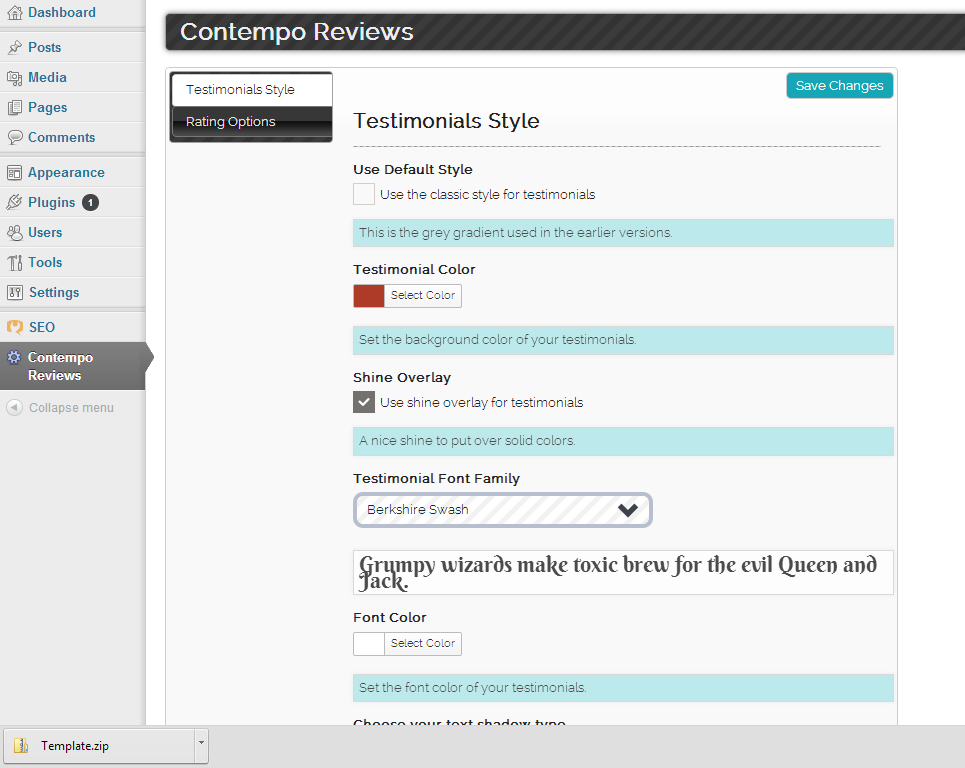 Dashboard
Posts
Media
Pages
Comments
Appearance
Plugins 1
Users
Tools
Settings
SEO
Contempo
Reviews
Collapse menu
Contempo Reviews
Testimonials Style
Rating Options
Save Changes
Testimonials Style
Use Default Style
Use the classic style for testimonials
This is the grey gradient used in the earlier versions.
Testimonial Color
Select Color
Set the background color of your testimonials.
Shine Overlay
Use shine overlay for testimonials
A nice shine to put over solid colors.
Testimonial Font Family
Berkshire Swash
Grumpy wizards make toxic brew for the evil Queen and
Jack.
Font Color
Select Color
Set the font color of your testimonials.
Choose your text shadow type
Template.zip